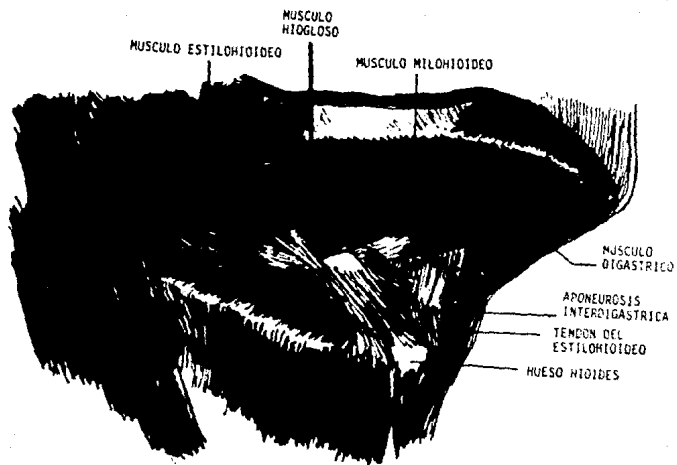 MUSCULO
HIOGLOSO
MUSCULO ESTILOHIOIDEO
MUSCULO MILOHIOIDEO
MUSCULO
DIGASTRICO
APONEUROSIS
INTERDIGASTRICA
TENDON DEL
ESTILOHIOIDEO
HUESO HIOIDES